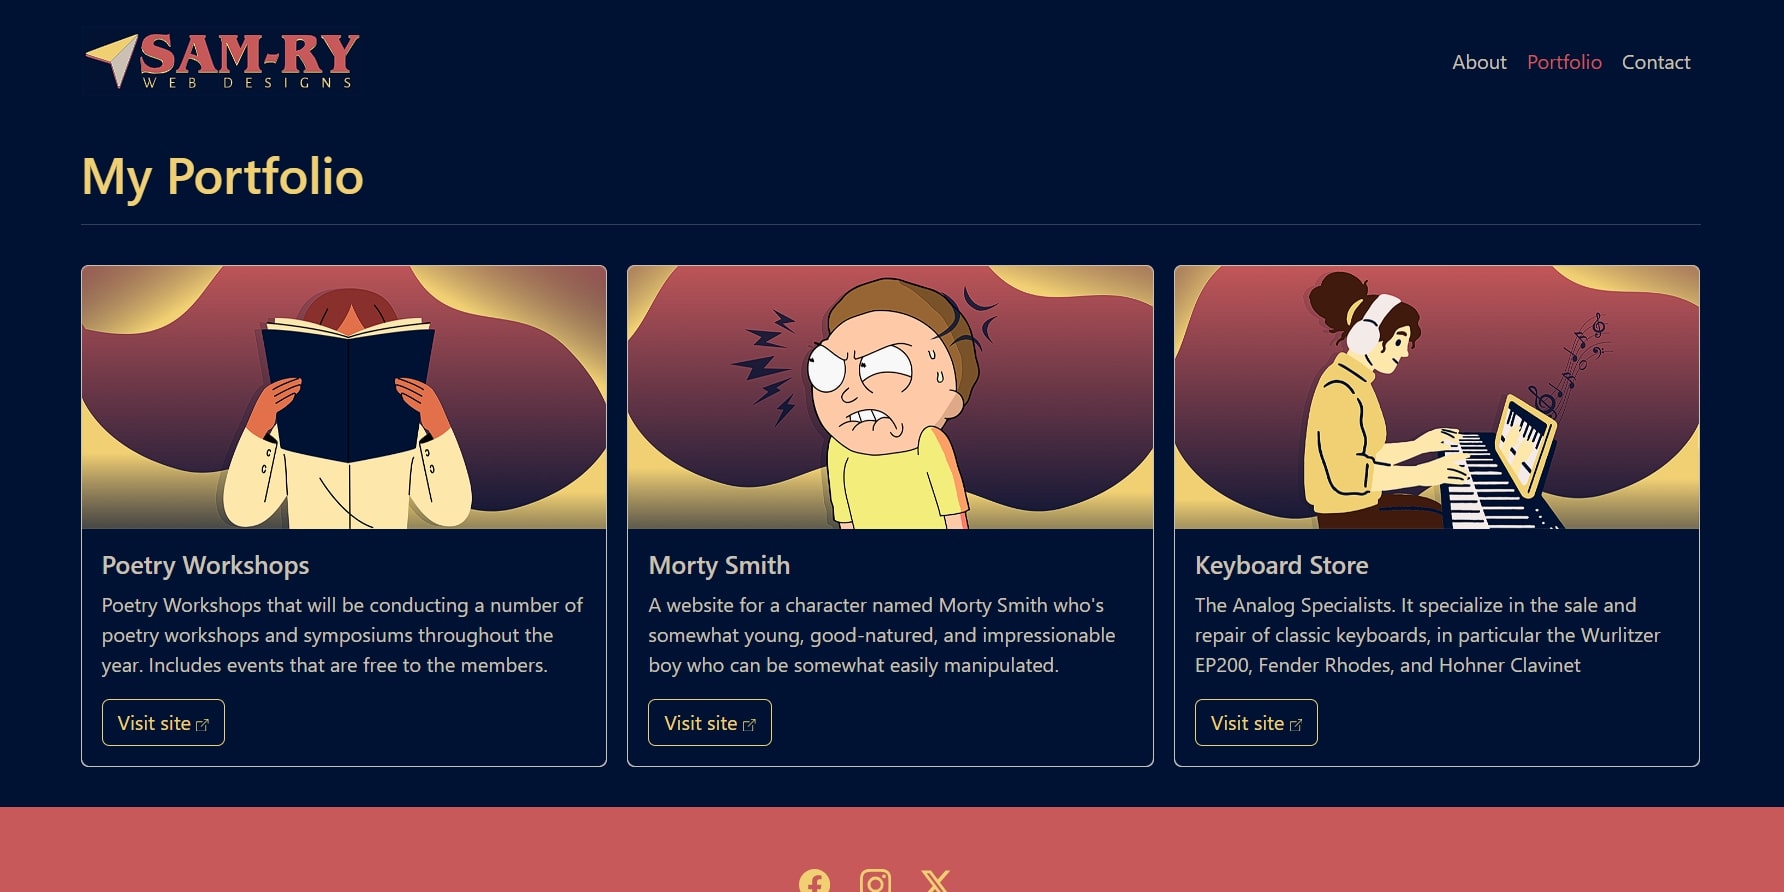 SAM-RY
WEB DESIGNS
About Portfolio Contact
My Portfolio
Poetry Workshops
Poetry Workshops that will be conducting a number of
poetry workshops and symposiums throughout the
year. Includes events that are free to the members.
Visit site
Morty Smith
A website for a character named Morty Smith who's
somewhat young, good-natured, and impressionable
boy who can be somewhat easily manipulated.
Visit site
Keyboard Store
The Analog Specialists. It specialize in the sale and
repair of classic keyboards, in particular the Wurlitzer
EP200, Fender Rhodes, and Hohner Clavinet
Visit site